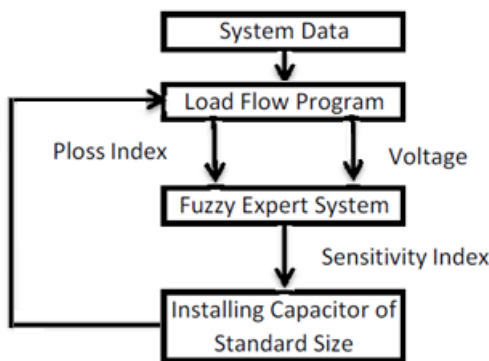 System Data
Load Flow Program
Ploss Index
Voltage
Fuzzy Expert System
Sensitivity Index
Installing Capacitor of
Standard Size